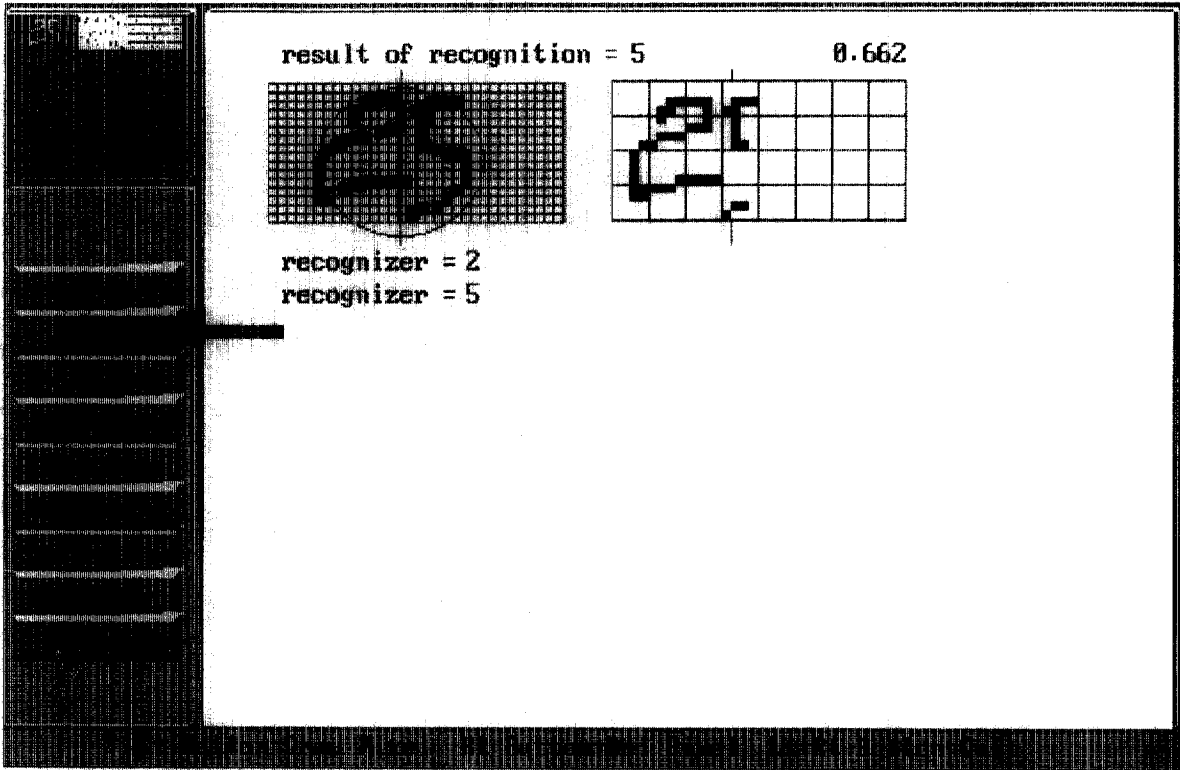 result of recognition = 5 0.662
recognizer = 2
recognizer = 5